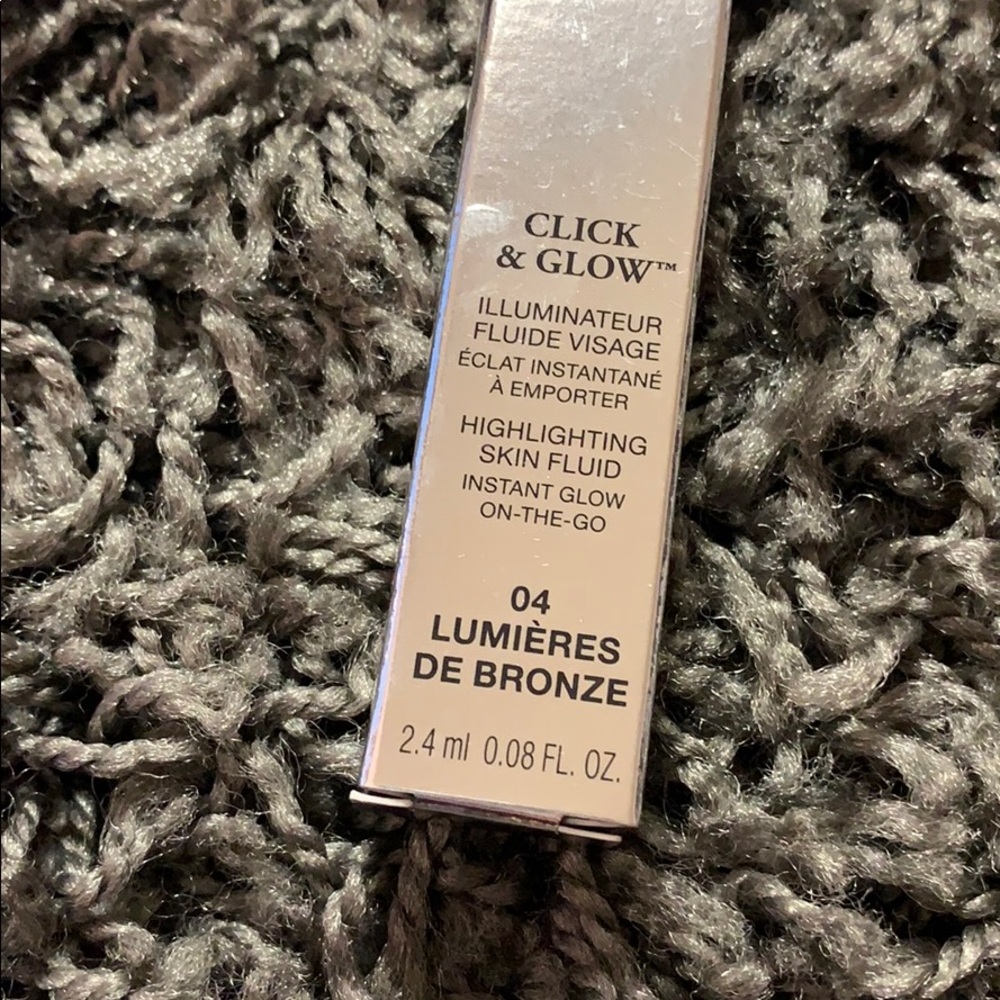 CLICK
& GLOW™
ILLUMINATEUR
FLUIDE VISAGE
ÉCLAT INSTANTANÉ
À EMPORTER
HIGHLIGHTING
SKIN FLUID
INSTANT GLOW
ON-THE-GO
04
LUMIÈRES
DE BRONZE
2.4 ml 0.08 FL. OZ.